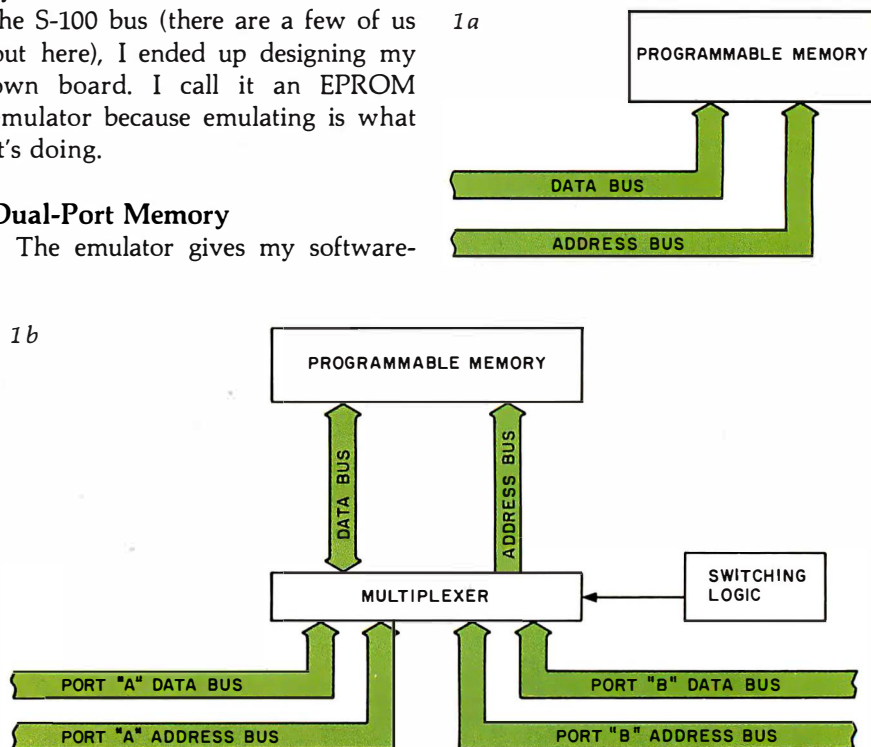 he S-100 bus (there are a few of us
out here), I ended up designing my
own board. I call it an EPROM
mulator because emulating is what
t's doing.
Dual-Port Memory
The emulator gives my software-
1a
PROGRAMMABLE MEMORY
DATA BUS
ADDRESS BUS
1b
PROGRAMMABLE MEMORY
DATA BUS
ADDRESS BUS
MULTIPLEXER
SWITCHING
LOGIC
PORT "A" DATA BUS
PORT "B" DATA BUS
PORT "A" ADDRESS BUS
PORT "B" ADDRESS BUS